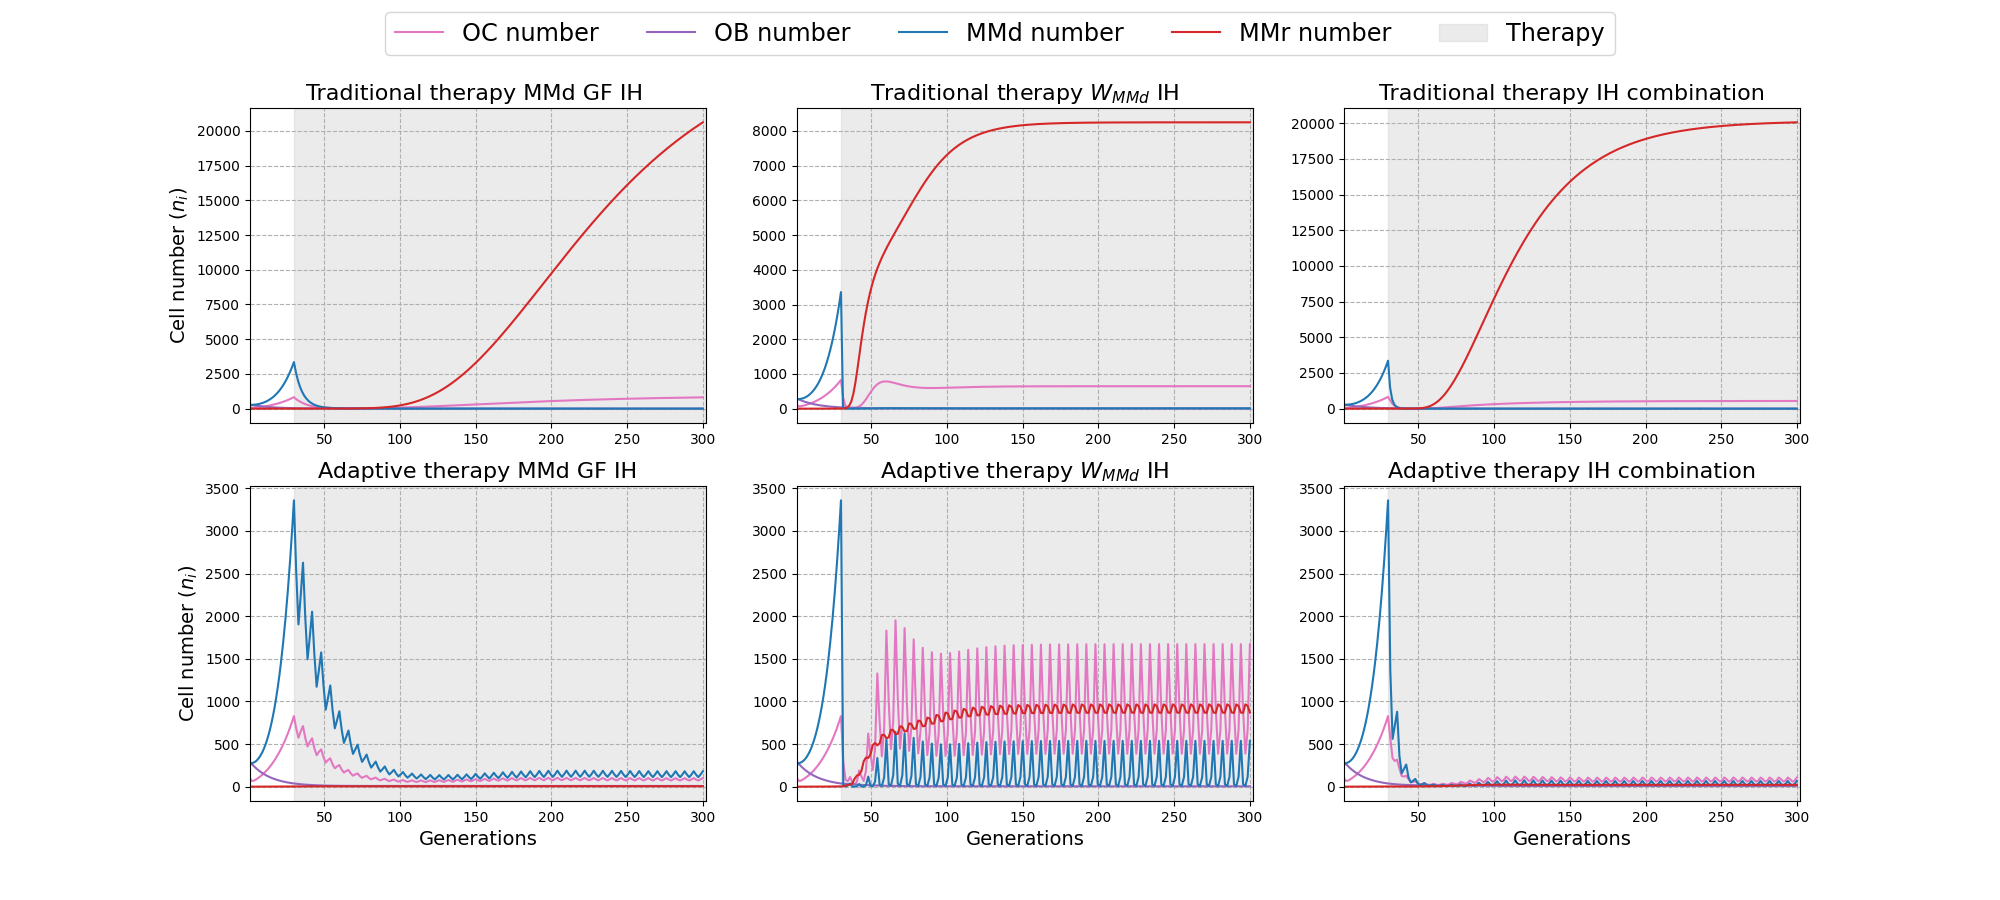 OC number OB number MMd number MMr number Therapy
Traditional therapy MMd GF IH
20000
17500
15000
12500
10000
7500
5000
2500
0
Cell number (nᵢ)
50 100 150 200 250 300
Traditional therapy W_MMd IH
8000
7000
6000
5000
4000
3000
2000
1000
0
50 100 150 200 250 300
Traditional therapy IH combination
20000
17500
15000
12500
10000
7500
5000
2500
0
50 100 150 200 250 300
Adaptive therapy MMd GF IH
3500
3000
2500
2000
1500
1000
500
0
Cell number (nᵢ)
50 100 150 200 250 300
Generations
Adaptive therapy W_MMd IH
3500
3000
2500
2000
1500
1000
500
0
50 100 150 200 250 300
Generations
Adaptive therapy IH combination
3500
3000
2500
2000
1500
1000
500
0
50 100 150 200 250 300
Generations